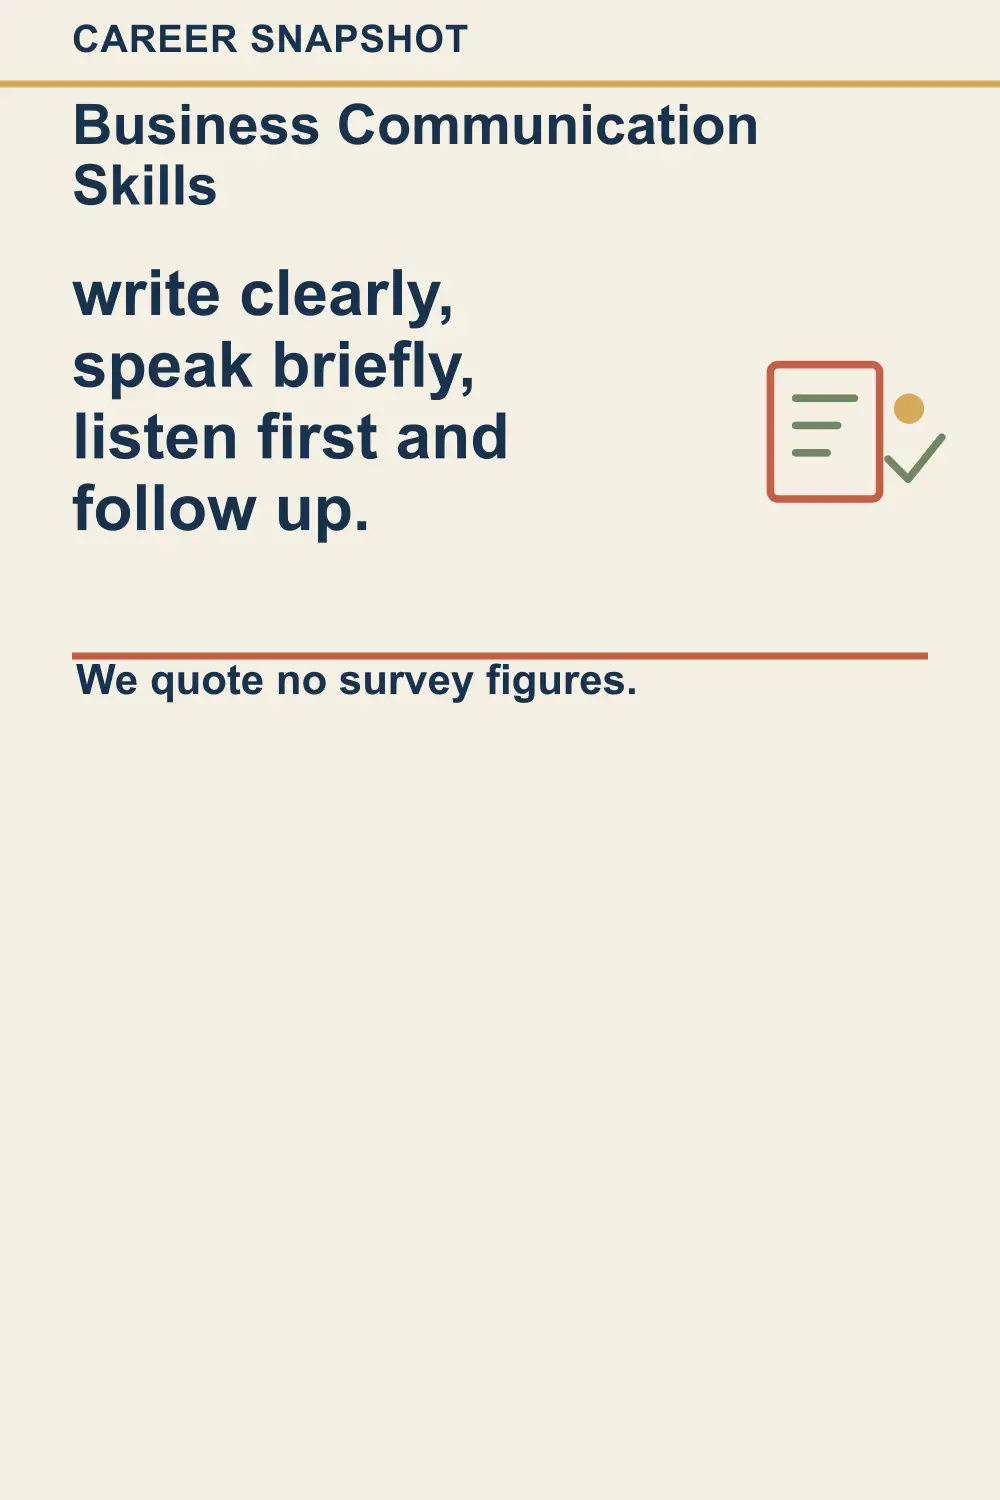 CAREER SNAPSHOT
Business Communication
Skills
write clearly,
speak briefly,
listen first and
follow up.
We quote no survey figures.